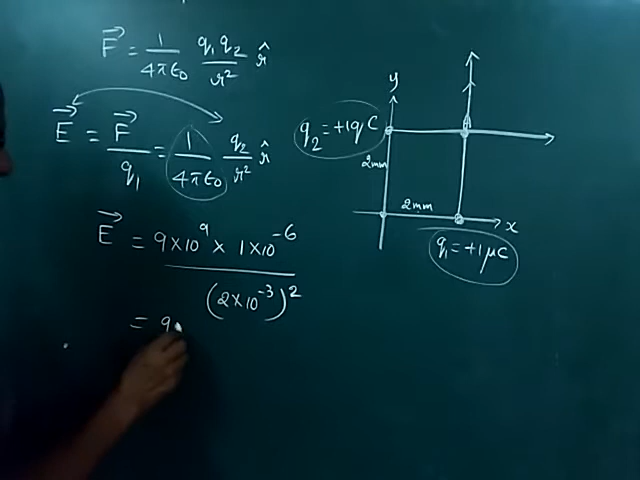 F⃗ = 1/4πϵ₀ q₁q₂/r² r̂
E⃗ = F⃗/q₁ = 1/4πϵ₀ q₂/r² r̂
E⃗ = 9×10⁹ × 1×10⁻⁶
(2×10⁻³)²
= 9
y
q₂ = +1 C
A
2mm
2mm
x
q₁ = +1μC